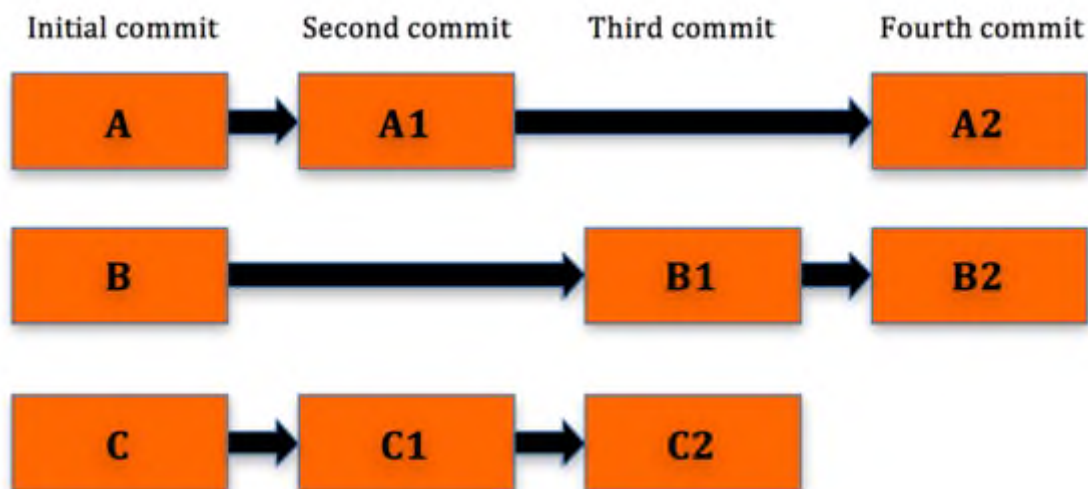 Initial commit Second commit Third commit Fourth commit
A A1 A2
B B1 B2
C C1 C2